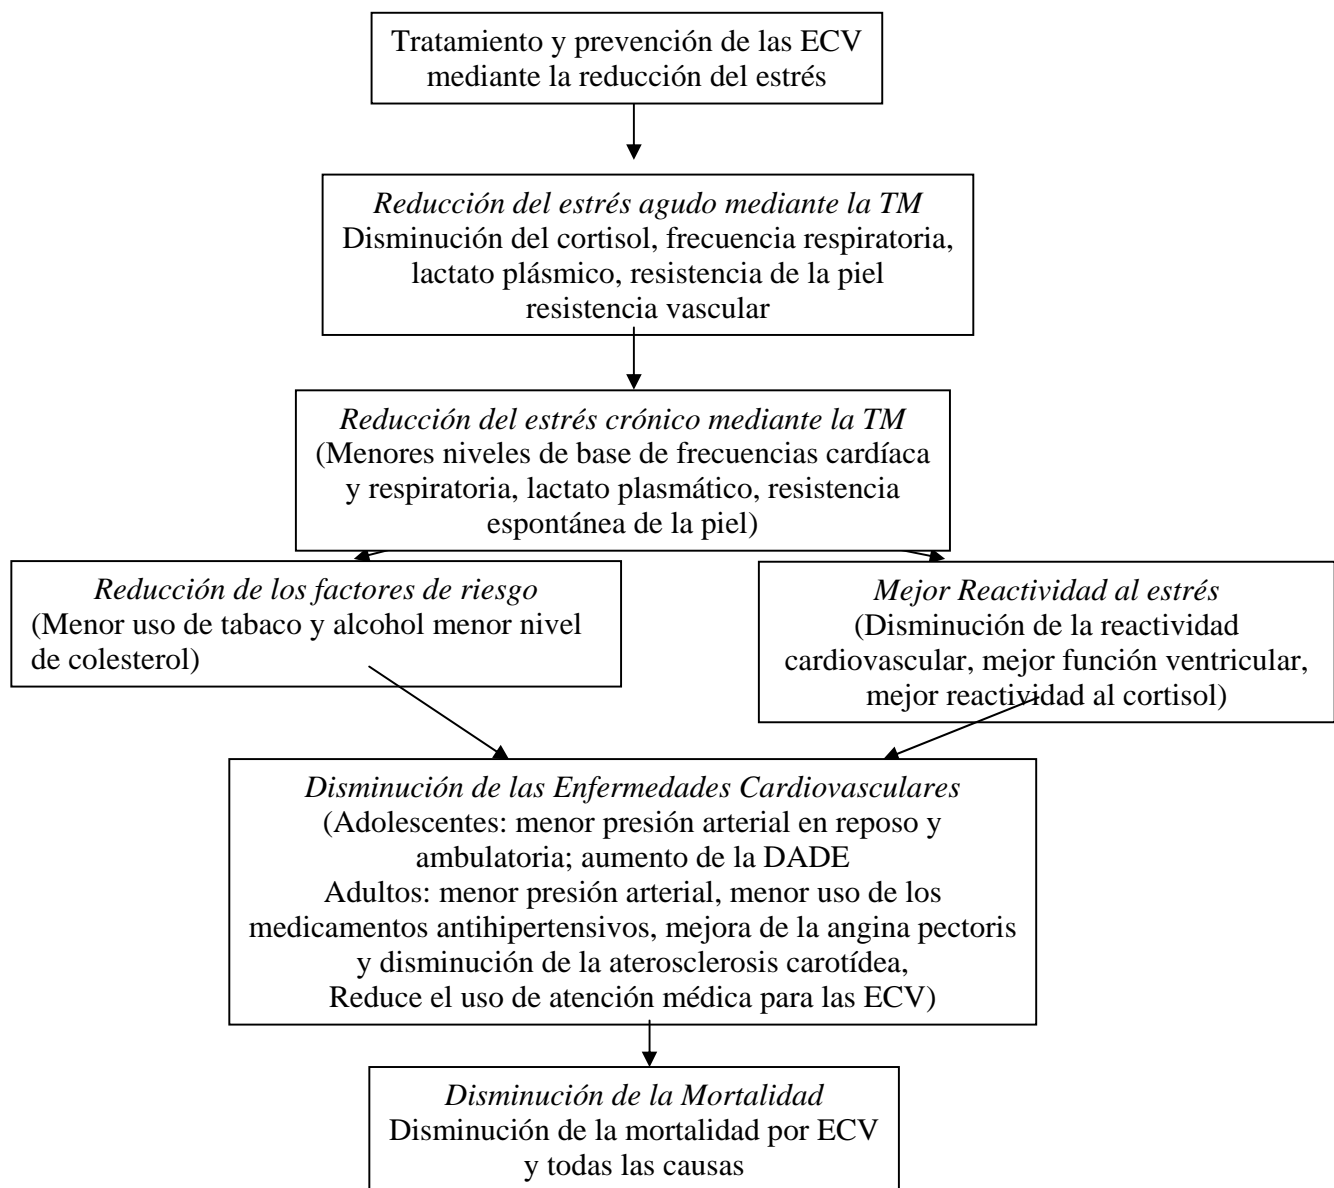 Tratamiento y prevención de las ECV
mediante la reducción del estrés
Reducción del estrés agudo mediante la TM
Disminución del cortisol, frecuencia respiratoria,
lactato plásmico, resistencia de la piel
resistencia vascular
Reducción del estrés crónico mediante la TM
(Menores niveles de base de frecuencias cardíaca
y respiratoria, lactato plasmático, resistencia
espontánea de la piel)
Reducción de los factores de riesgo
(Menor uso de tabaco y alcohol menor nivel
de colesterol)
Mejor Reactividad al estrés
(Disminución de la reactividad
cardiovascular, mejor función ventricular,
mejor reactividad al cortisol)
Disminución de las Enfermedades Cardiovasculares
(Adolescentes: menor presión arterial en reposo y
ambulatoria; aumento de la DADE
Adultos: menor presión arterial, menor uso de los
medicamentos antihipertensivos, mejora de la angina pectoris
y disminución de la aterosclerosis carotídea,
Reduce el uso de atención médica para las ECV)
Disminución de la Mortalidad
Disminución de la mortalidad por ECV
y todas las causas